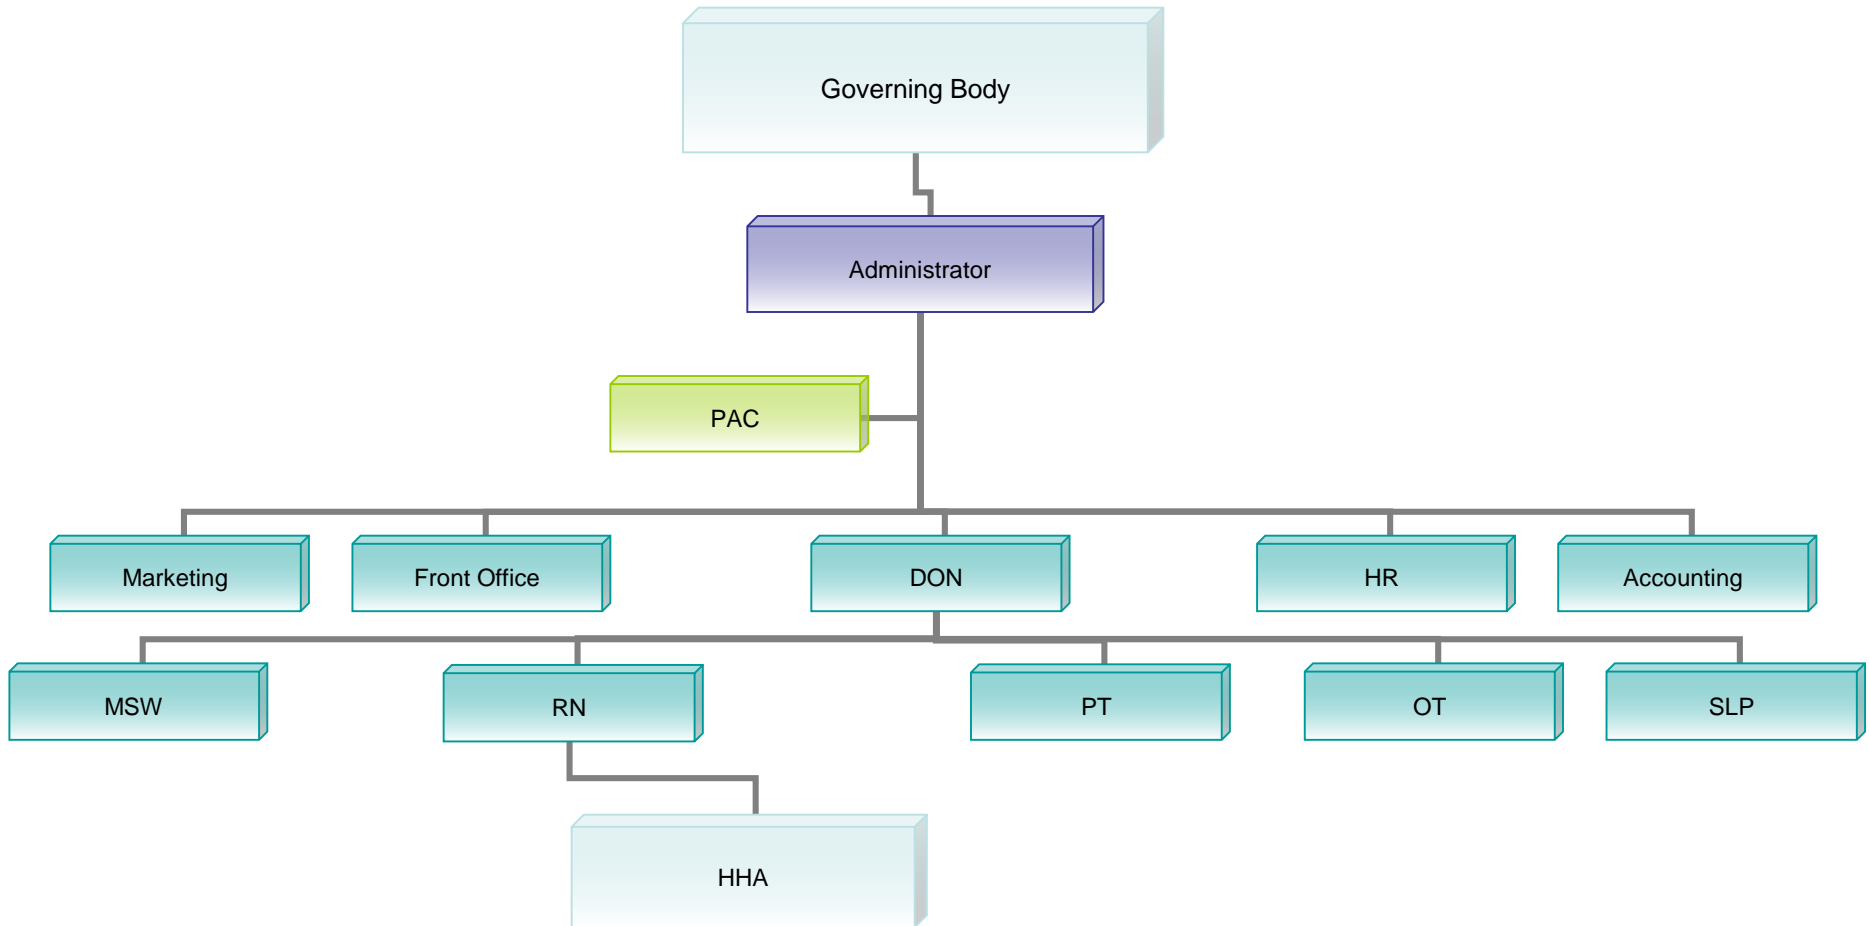 Governing Body
Administrator
PAC
Marketing
Front Office
DON
HR
Accounting
MSW
RN
PT
OT
SLP
HHA